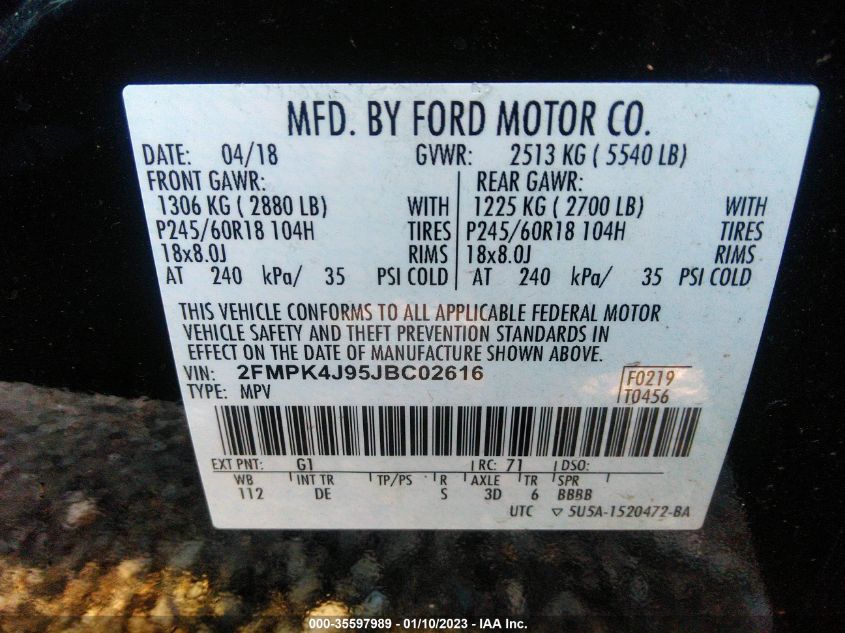 MFD. BY FORD MOTOR CO.
DATE: 04/18 GVWR: 2513 KG ( 5540 LB)
FRONT GAWR: REAR GAWR:
1306 KG ( 2880 LB) WITH 1225 KG ( 2700 LB) WITH
P245/60R18 104H TIRES P245/60R18 104H TIRES
18x8.0J RIMS 18x8.0J RIMS
AT 240 kPa/ 35 PSI COLD AT 240 kPa/ 35 PSI COLD
THIS VEHICLE CONFORMS TO ALL APPLICABLE FEDERAL MOTOR
VEHICLE SAFETY AND THEFT PREVENTION STANDARDS IN
EFFECT ON THE DATE OF MANUFACTURE SHOWN ABOVE.
VIN: 2FMPK4J95JBC02616 F0219
TYPE: MPV T0456
EXT PNT: G1 RC: 71 DSO:
WB INT TR TP/PS R AXLE TR SPR
112 DE S 3D 6 BBBB
UTC ▽ 5U5A-1520472-BA
000-35597989 - 01/10/2023 - IAA Inc.